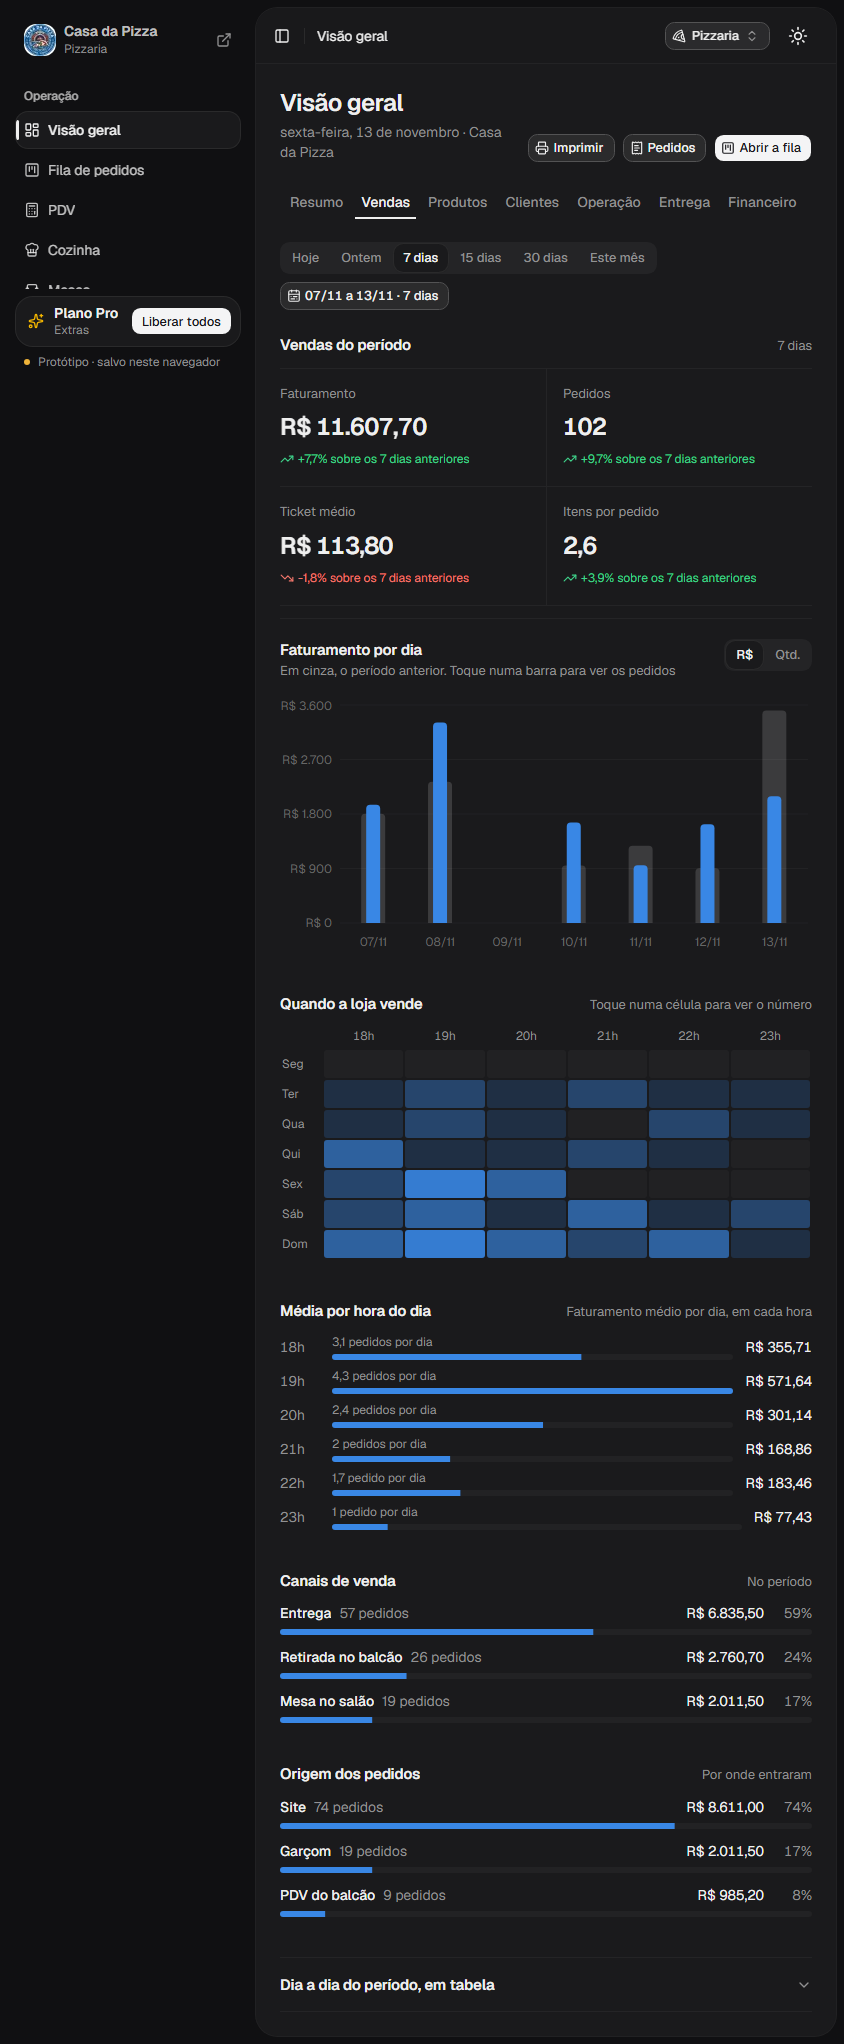 Casa da Pizza
Pizzaria
Operação
Visão geral
Fila de pedidos
PDV
Cozinha
Plano Pro
Extras
Liberar todos
Protótipo · salvo neste navegador
Visão geral
Pizzaria
Visão geral
sexta-feira, 13 de novembro · Casa
da Pizza
Imprimir
Pedidos
Abrir a fila
Resumo Vendas Produtos Clientes Operação Entrega Financeiro
Hoje Ontem 7 dias 15 dias 30 dias Este mês
07/11 a 13/11 · 7 dias
Vendas do período 7 dias
Faturamento
R$ 11.607,70
+7,7% sobre os 7 dias anteriores
Pedidos
102
+9,7% sobre os 7 dias anteriores
Ticket médio
R$ 113,80
-1,8% sobre os 7 dias anteriores
Itens por pedido
2,6
+3,9% sobre os 7 dias anteriores
Faturamento por dia
Em cinza, o período anterior. Toque numa barra para ver os pedidos
R$ Qtd.
R$ 3.600
R$ 2.700
R$ 1.800
R$ 900
R$ 0
07/11 08/11 09/11 10/11 11/11 12/11 13/11
Quando a loja vende Toque numa célula para ver o número
18h 19h 20h 21h 22h 23h
Seg
Ter
Qua
Qui
Sex
Sáb
Dom
Média por hora do dia Faturamento médio por dia, em cada hora
18h 3,1 pedidos por dia R$ 355,71
19h 4,3 pedidos por dia R$ 571,64
20h 2,4 pedidos por dia R$ 301,14
21h 2 pedidos por dia R$ 168,86
22h 1,7 pedido por dia R$ 183,46
23h 1 pedido por dia R$ 77,43
Canais de venda No período
Entrega 57 pedidos R$ 6.835,50 59%
Retirada no balcão 26 pedidos R$ 2.760,70 24%
Mesa no salão 19 pedidos R$ 2.011,50 17%
Origem dos pedidos Por onde entraram
Site 74 pedidos R$ 8.611,00 74%
Garçom 19 pedidos R$ 2.011,50 17%
PDV do balcão 9 pedidos R$ 985,20 8%
Dia a dia do período, em tabela